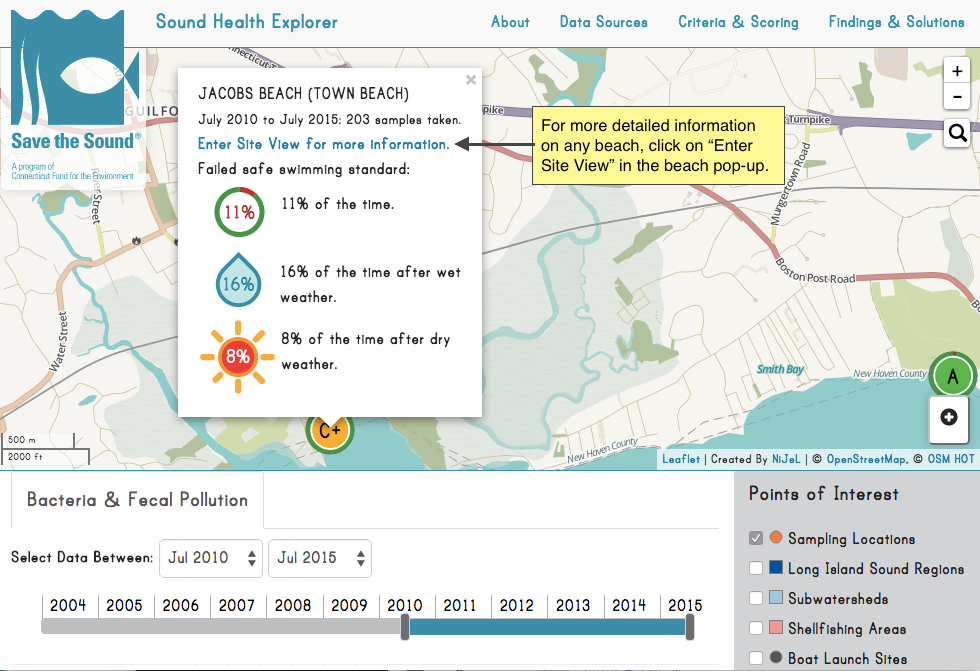 Sound Health Explorer
About
Data Sources
Criteria & Scoring
Findings & Solutions
Save the Sound®
A program of
Connecticut Fund for the Environment
JACOBS BEACH (TOWN BEACH)
×
July 2010 to July 2015: 203 samples taken.
Enter Site View for more information.
Failed safe swimming standard:
11%
11% of the time.
16%
16% of the time after wet
weather.
8%
8% of the time after dry
weather.
For more detailed information
on any beach, click on “Enter
Site View” in the beach pop-up.
+
-
GUILFO
pike
Turnpike
Mungertown Road
Boston Post Road
Water Street
Street
Smith Bay
New Haven County
A
C+
New Haven County
500 m
2000 ft
Leaflet | Created By NiJeL | © OpenStreetMap, © OSM HOT
Bacteria & Fecal Pollution
Select Data Between:
Jul 2010
Jul 2015
2004 2005 2006 2007 2008 2009 2010 2011 2012 2013 2014 2015
Points of Interest
Sampling Locations
Long Island Sound Regions
Subwatersheds
Shellfishing Areas
Boat Launch Sites